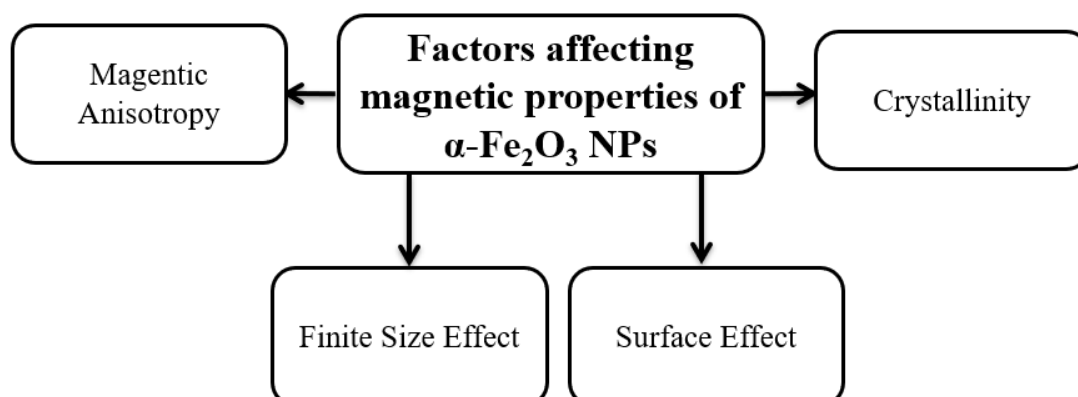 Factors affecting
magnetic properties of
α-Fe₂O₃ NPs
Magentic
Anisotropy
Crystallinity
Finite Size Effect
Surface Effect